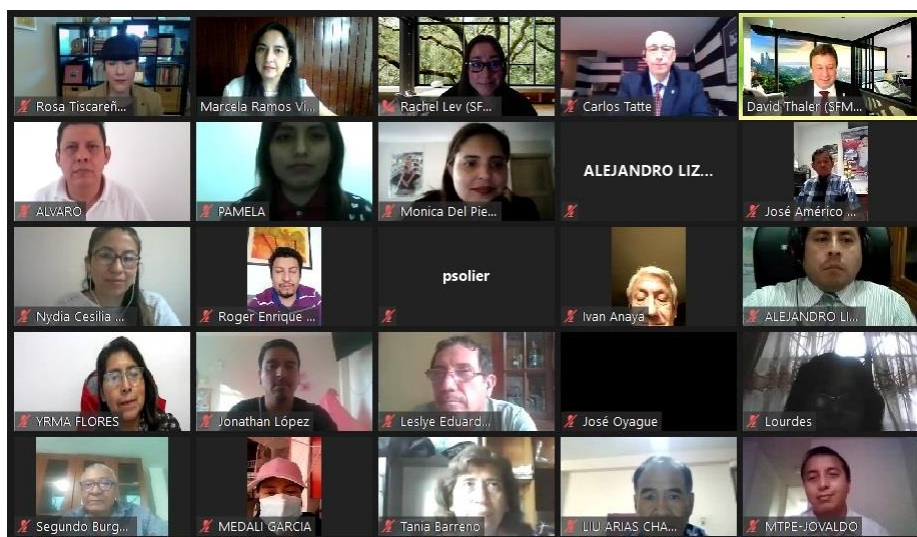 Rosa Tiscareñ...
Marcela Ramos Vi...
Rachel Lev (SF...
Carlos Tatte
David Thaler (SFM...
ALVARO
PAMELA
Monica Del Pie...
ALEJANDRO LIZ...
José Américo ...
Nydia Cesilia ...
Roger Enrique ...
psolier
Ivan Anaya
ALEJANDRO LI...
YRMA FLORES
Jonathan López
Leslye Eduard...
José Oyague
Lourdes
Segundo Burg...
MEDALI GARCIA
Tania Barreno
LIU ARIAS CHA...
MTPE-JOVALDO